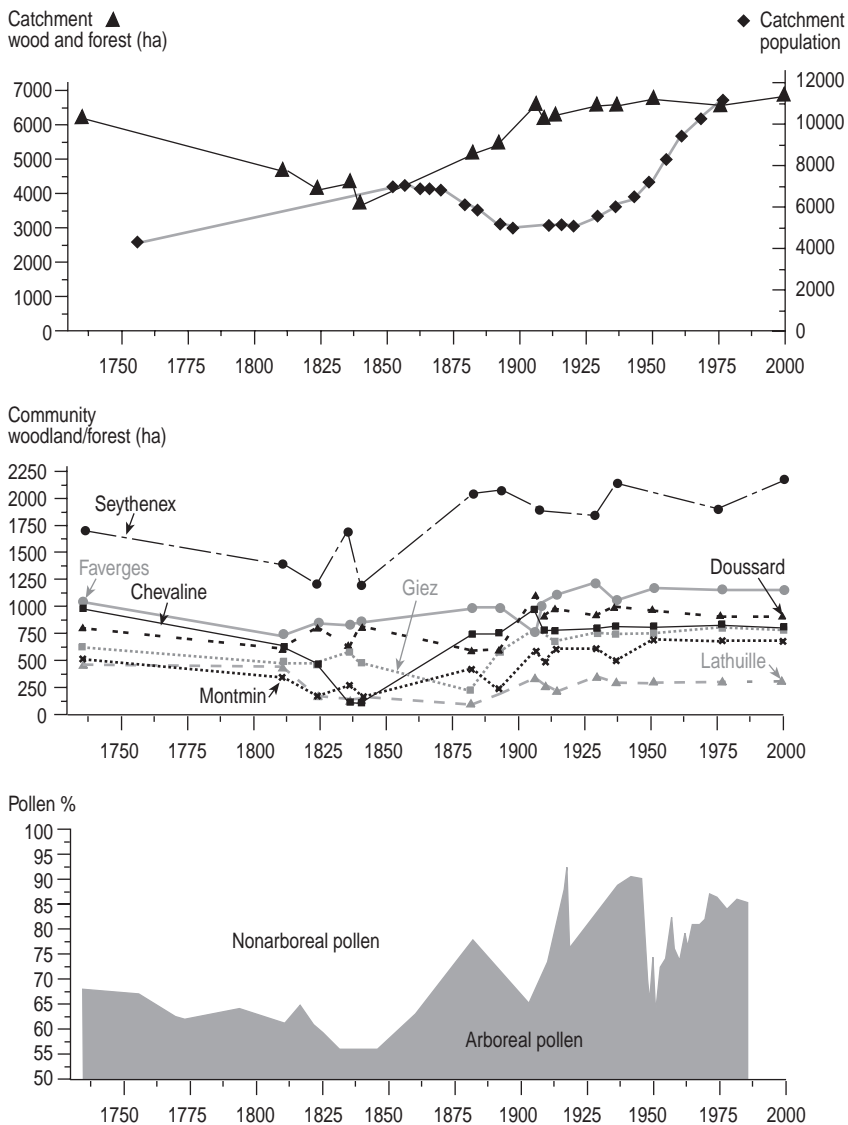 Catchment ▲
wood and forest (ha)
◆ Catchment
population
7000
6000
5000
4000
3000
2000
1000
0
12000
10000
8000
6000
4000
2000
0
1750 1775 1800 1825 1850 1875 1900 1925 1950 1975 2000
Community
woodland/forest (ha)
2250
2000
1750
1500
1250
1000
750
500
250
0
Seythenex
Faverges
Chevaline
Giez
Doussard
Montmin
Lathuille
1750 1775 1800 1825 1850 1875 1900 1925 1950 1975 2000
Pollen %
100
95
90
85
80
75
70
65
60
55
50
Nonarboreal pollen
Arboreal pollen
1750 1775 1800 1825 1850 1875 1900 1925 1950 1975 2000